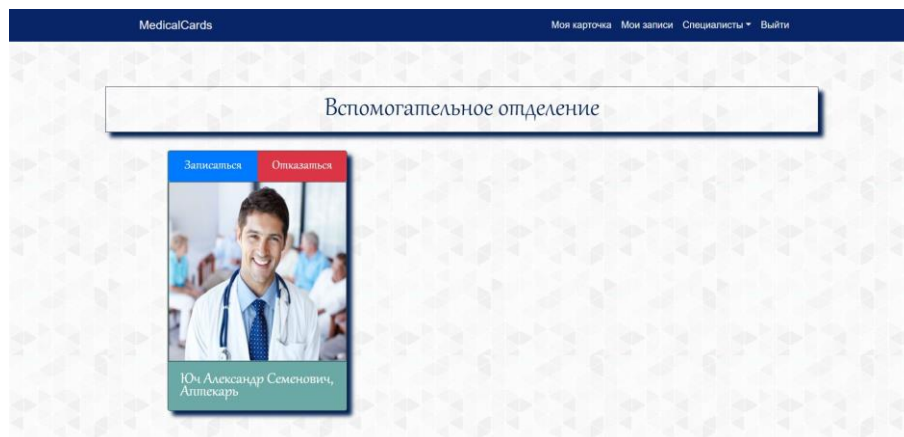 MedicalCards
Моя карточка Мои записи Специалисты Выйти
Вспомогательное отделение
Записаться Отказаться
Юч Александр Семенович,
Аптекарь